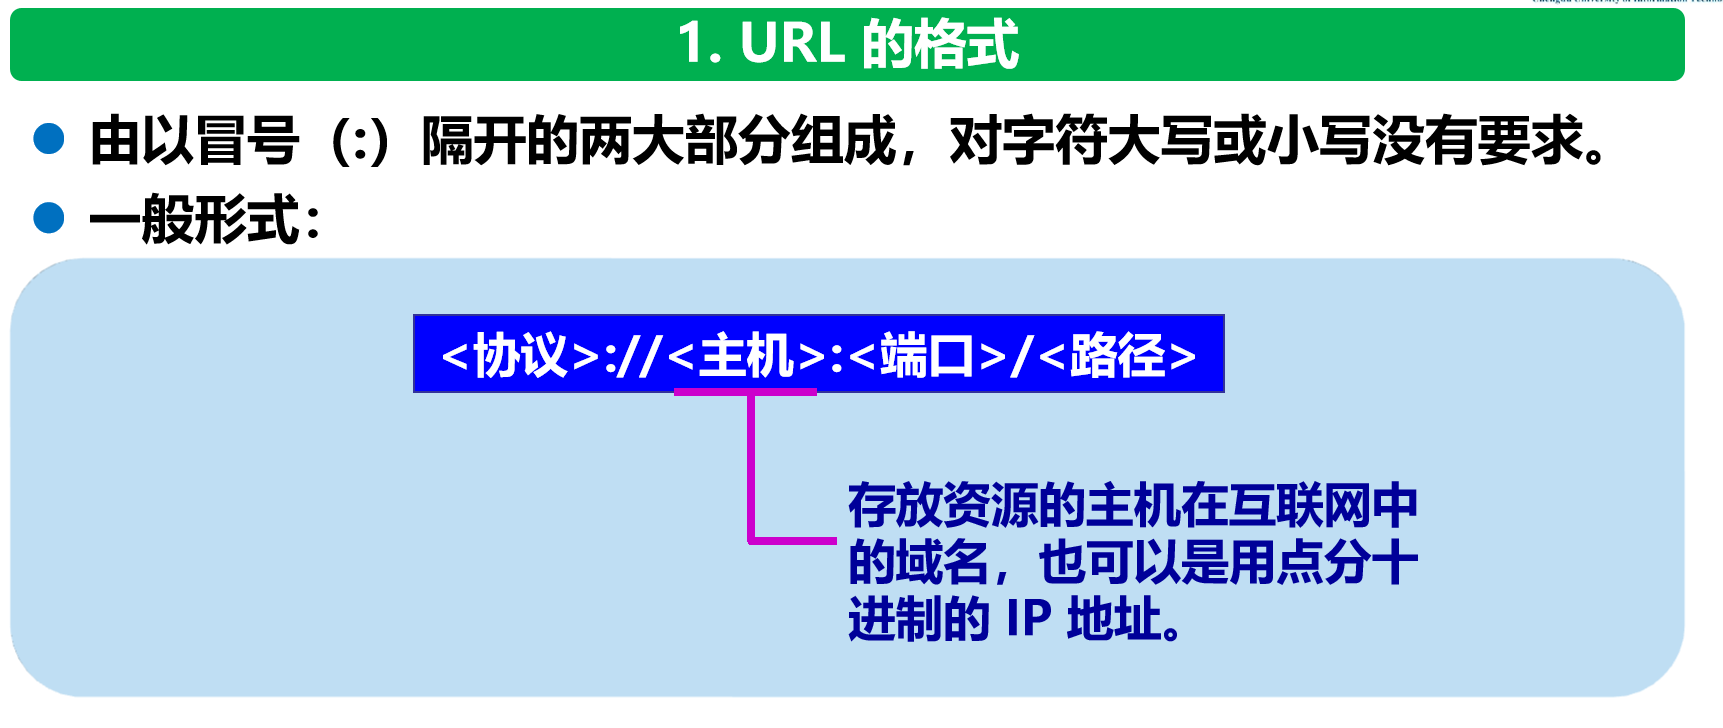 1. URL 的格式
由以冒号（:）隔开的两大部分组成，对字符大写或小写没有要求。
一般形式：
<协议>://<主机>:<端口>/<路径>
存放资源的主机在互联网中
的域名，也可以是用点分十
进制的 IP 地址。